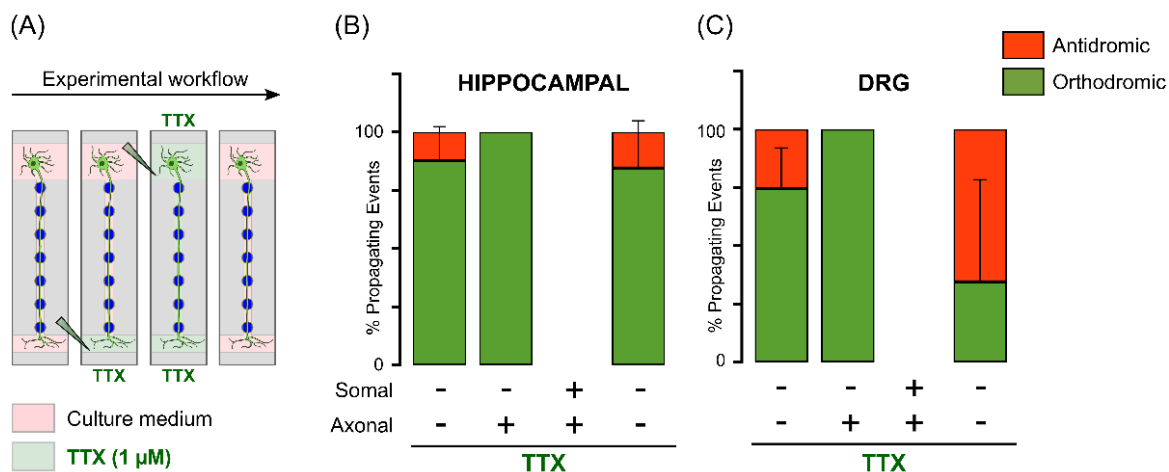 (A)
Experimental workflow
TTX
TTX
TTX
Culture medium
TTX (1 µM)
(B)
HIPPOCAMPAL
% Propagating Events
100
0
Somal - - + -
Axonal - + + -
TTX
(C)
DRG
% Propagating Events
100
0
- - + -
- + + -
TTX
Antidromic
Orthodromic